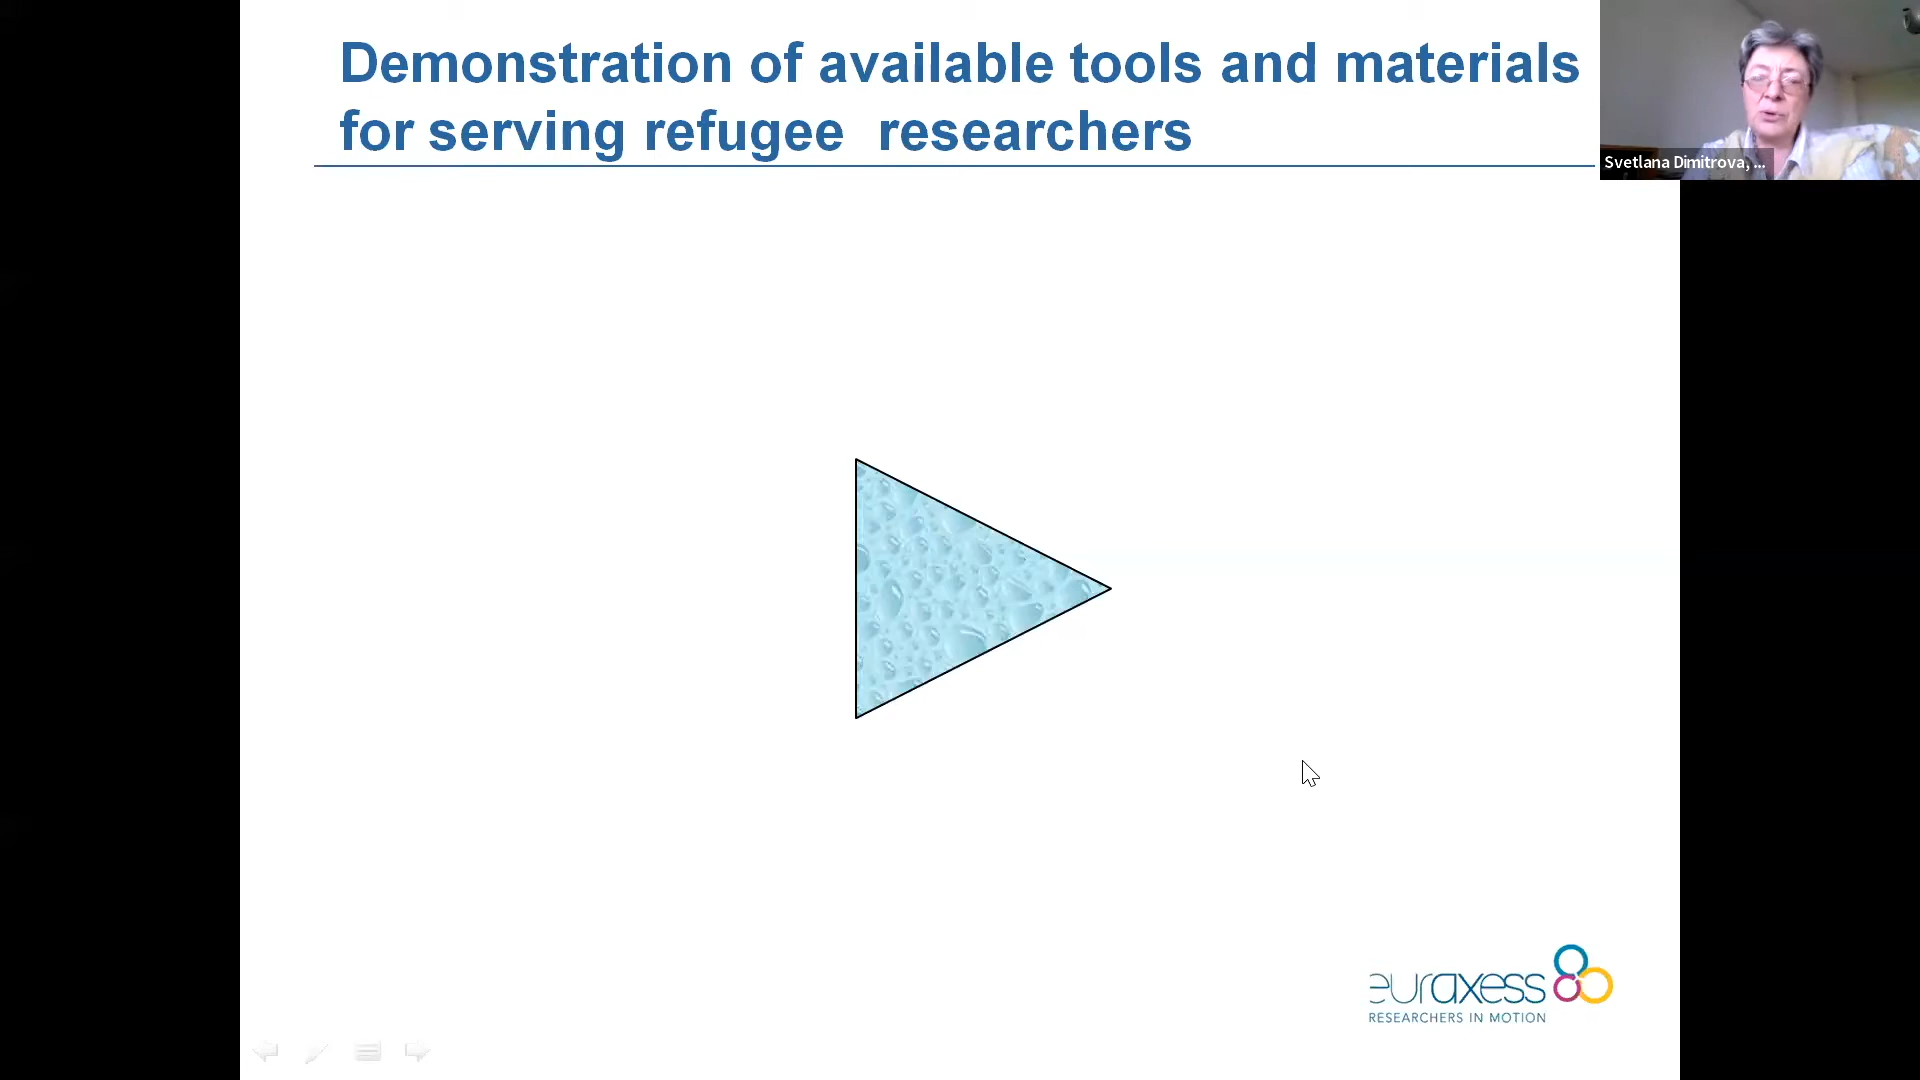 Demonstration of available tools and materials
for serving refugee  researchers
Svetlana Dimitrova, ...
euraxess
RESEARCHERS IN MOTION